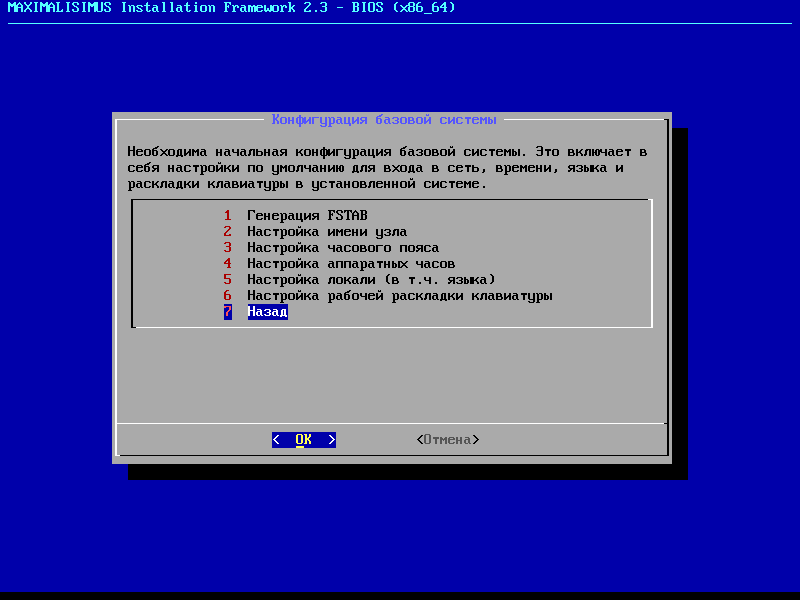 MAXIMALISIMUS Installation Framework 2.3 - BIOS (x86_64)
Конфигурация базовой системы
Необходима начальная конфигурация базовой системы. Это включает в
себя настройки по умолчанию для входа в сеть, времени, языка и
раскладки клавиатуры в установленной системе.
1 Генерация FSTAB
2 Настройка имени узла
3 Настройка часового пояса
4 Настройка аппаратных часов
5 Настройка локали (в т.ч. языка)
6 Настройка рабочей раскладки клавиатуры
7 Назад
< OK > <Отмена>